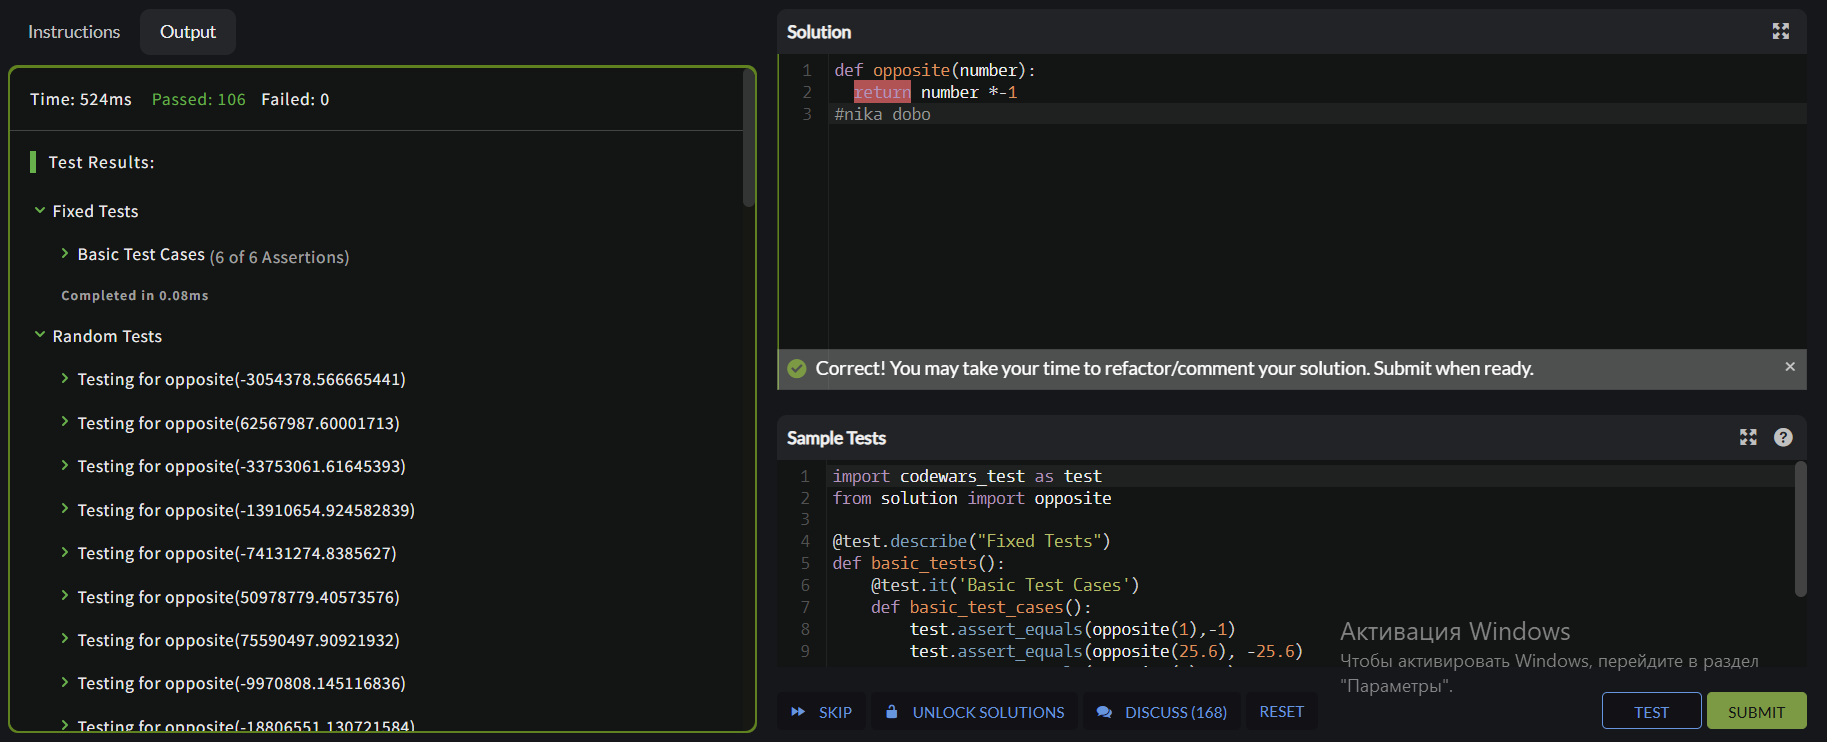 Instructions
Output
Time: 524ms Passed: 106 Failed: 0
Test Results:
Fixed Tests
Basic Test Cases (6 of 6 Assertions)
Completed in 0.08ms
Random Tests
Testing for opposite(-3054378.566665441)
Testing for opposite(62567987.60001713)
Testing for opposite(-33753061.61645393)
Testing for opposite(-13910654.924582839)
Testing for opposite(-74131274.8385627)
Testing for opposite(50978779.40573576)
Testing for opposite(75590497.90921932)
Testing for opposite(-9970808.145116836)
Testing for opposite(-18806551.130721584)
Solution
1 def opposite(number):
2 return number *-1
3 #nika dobo
Correct! You may take your time to refactor/comment your solution. Submit when ready.
Sample Tests
1 import codewars_test as test
2 from solution import opposite
3
4 @test.describe("Fixed Tests")
5 def basic_tests():
6 @test.it('Basic Test Cases')
7 def basic_test_cases():
8 test.assert_equals(opposite(1),-1)
9 test.assert_equals(opposite(25.6), -25.6)
Активация Windows
Чтобы активировать Windows, перейдите в раздел
"Параметры".
SKIP
UNLOCK SOLUTIONS
DISCUSS (168)
RESET
TEST
SUBMIT